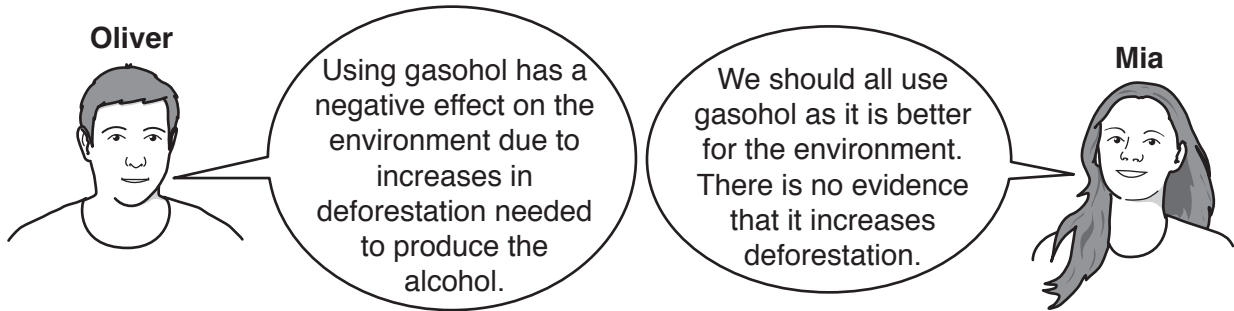 Oliver
Using gasohol has a
negative effect on the
environment due to
increases in
deforestation needed
to produce the
alcohol.
We should all use
gasohol as it is better
for the environment.
There is no evidence
that it increases
deforestation.
Mia